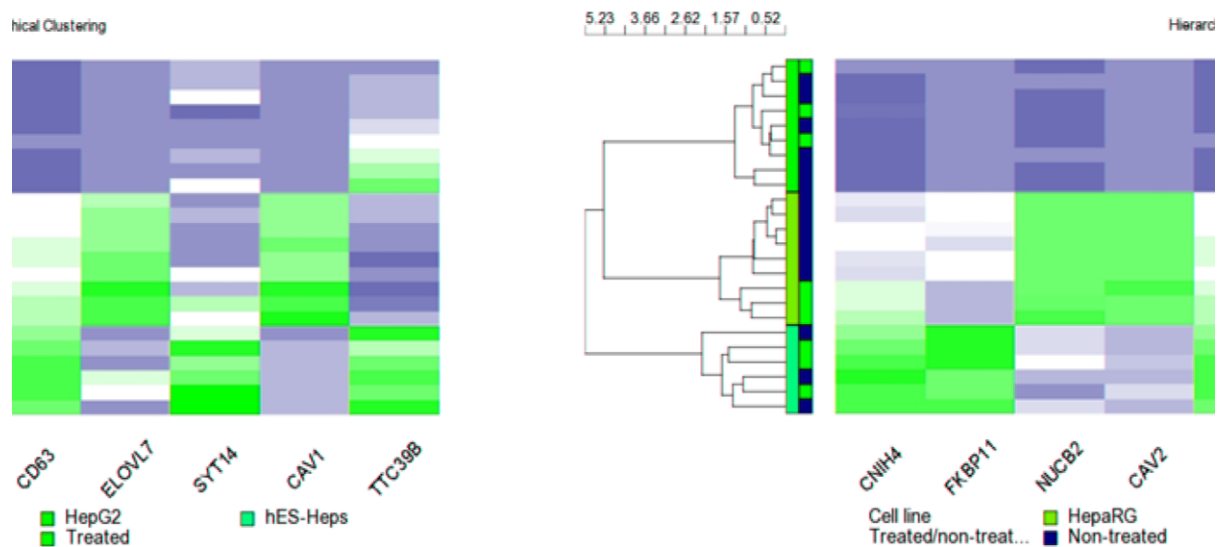 hical Clustering
5.23 3.66 2.62 1.57 0.52
Hierarc
CD63 ELOVL7 SYT14 CAV1 TTC39B
CNIH4 FKBP11 NUCB2 CAV2
HepG2 hES-Heps
Treated
Cell line HepaRG
Treated/non-treat... Non-treated